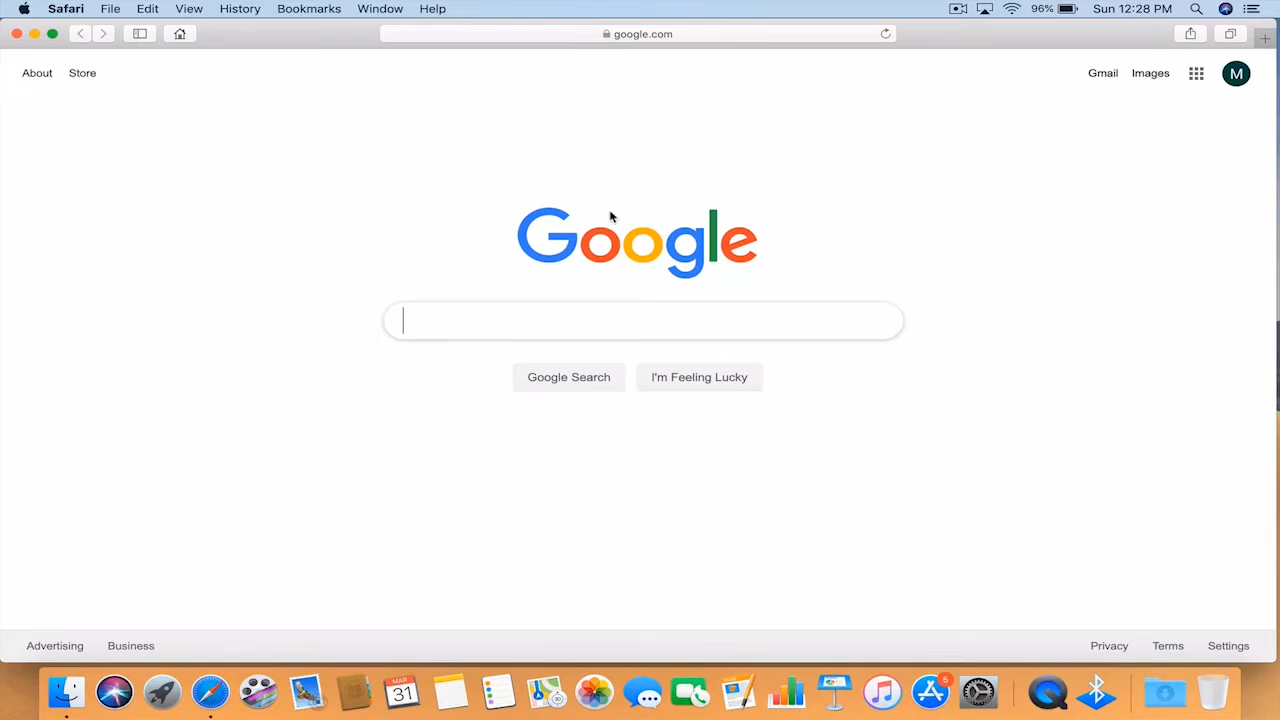 Safari File Edit View History Bookmarks Window Help 96% Sun 12:28 PM
google.com
About Store Gmail Images M
Google
Google Search I'm Feeling Lucky
Advertising Business Privacy Terms Settings
MAR 5
31